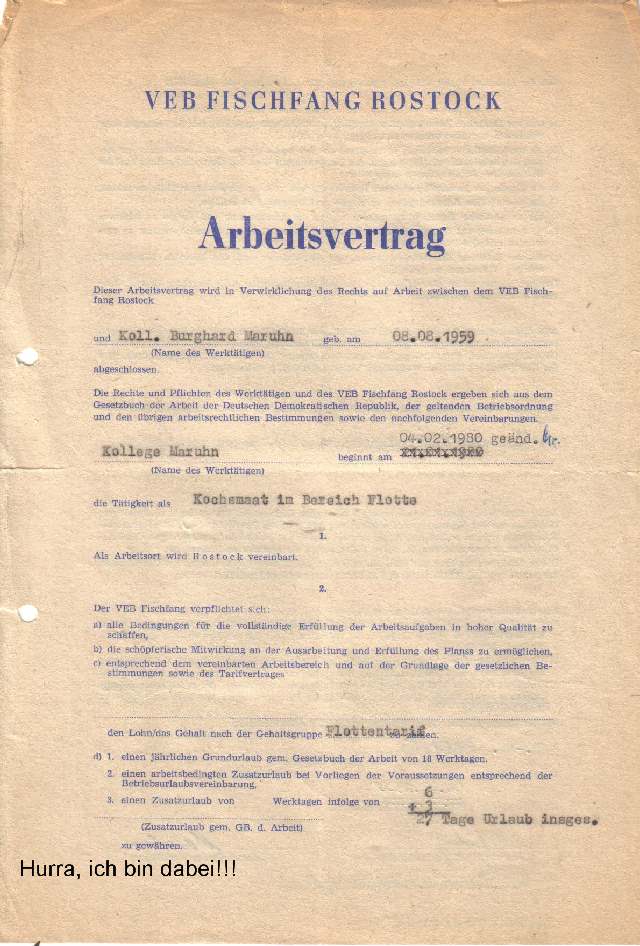 VEB FISCHFANG ROSTOCK
Arbeitsvertrag
Dieser Arbeitsvertrag wird in Verwirklichung des Rechts auf Arbeit zwischen dem VEB Fisch-
fang Rostock
und Koll. Burghard Maruhn geb. am 08.08.1959
(Name des Werktätigen)
abgeschlossen.
Die Rechte und Pflichten des Werktätigen und des VEB Fischfang Rostock ergeben sich aus dem
Gesetzbuch der Arbeit der Deutschen Demokratischen Republik, der geltenden Betriebsordnung
und den übrigen arbeitsrechtlichen Bestimmungen sowie den nachfolgenden Vereinbarungen.
04.02.1980 geänd.
Kollege Maruhn beginnt am
(Name des Werktätigen)
die Tätigkeit als Kochsmaat im Bereich Flotte
1.
Als Arbeitsort wird Rostock vereinbart.
2.
Der VEB Fischfang verpflichtet sich:
a) alle Bedingungen für die vollständige Erfüllung der Arbeitsaufgaben in hoher Qualität zu
schaffen,
b) die schöpferische Mitwirkung an der Ausarbeitung und Erfüllung des Planes zu ermöglichen,
c) entsprechend dem vereinbarten Arbeitsbereich und auf der Grundlage der gesetzlichen Be-
stimmungen sowie des Tarifvertrages
den Lohn/das Gehalt nach der Gehaltsgruppe Flottentarif zu zahlen.
d) 1. einen jährlichen Grundurlaub gem. Gesetzbuch der Arbeit von 18 Werktagen.
2. einen arbeitsbedingten Zusatzurlaub bei Vorliegen der Voraussetzungen entsprechend der
Betriebsurlaubsvereinbarung,
6
3. einen Zusatzurlaub von Werktagen infolge von + 3
27 Tage Urlaub insges.
(Zusatzurlaub gem. GB. d. Arbeit)
zu gewähren.
Hurra, ich bin dabei!!!